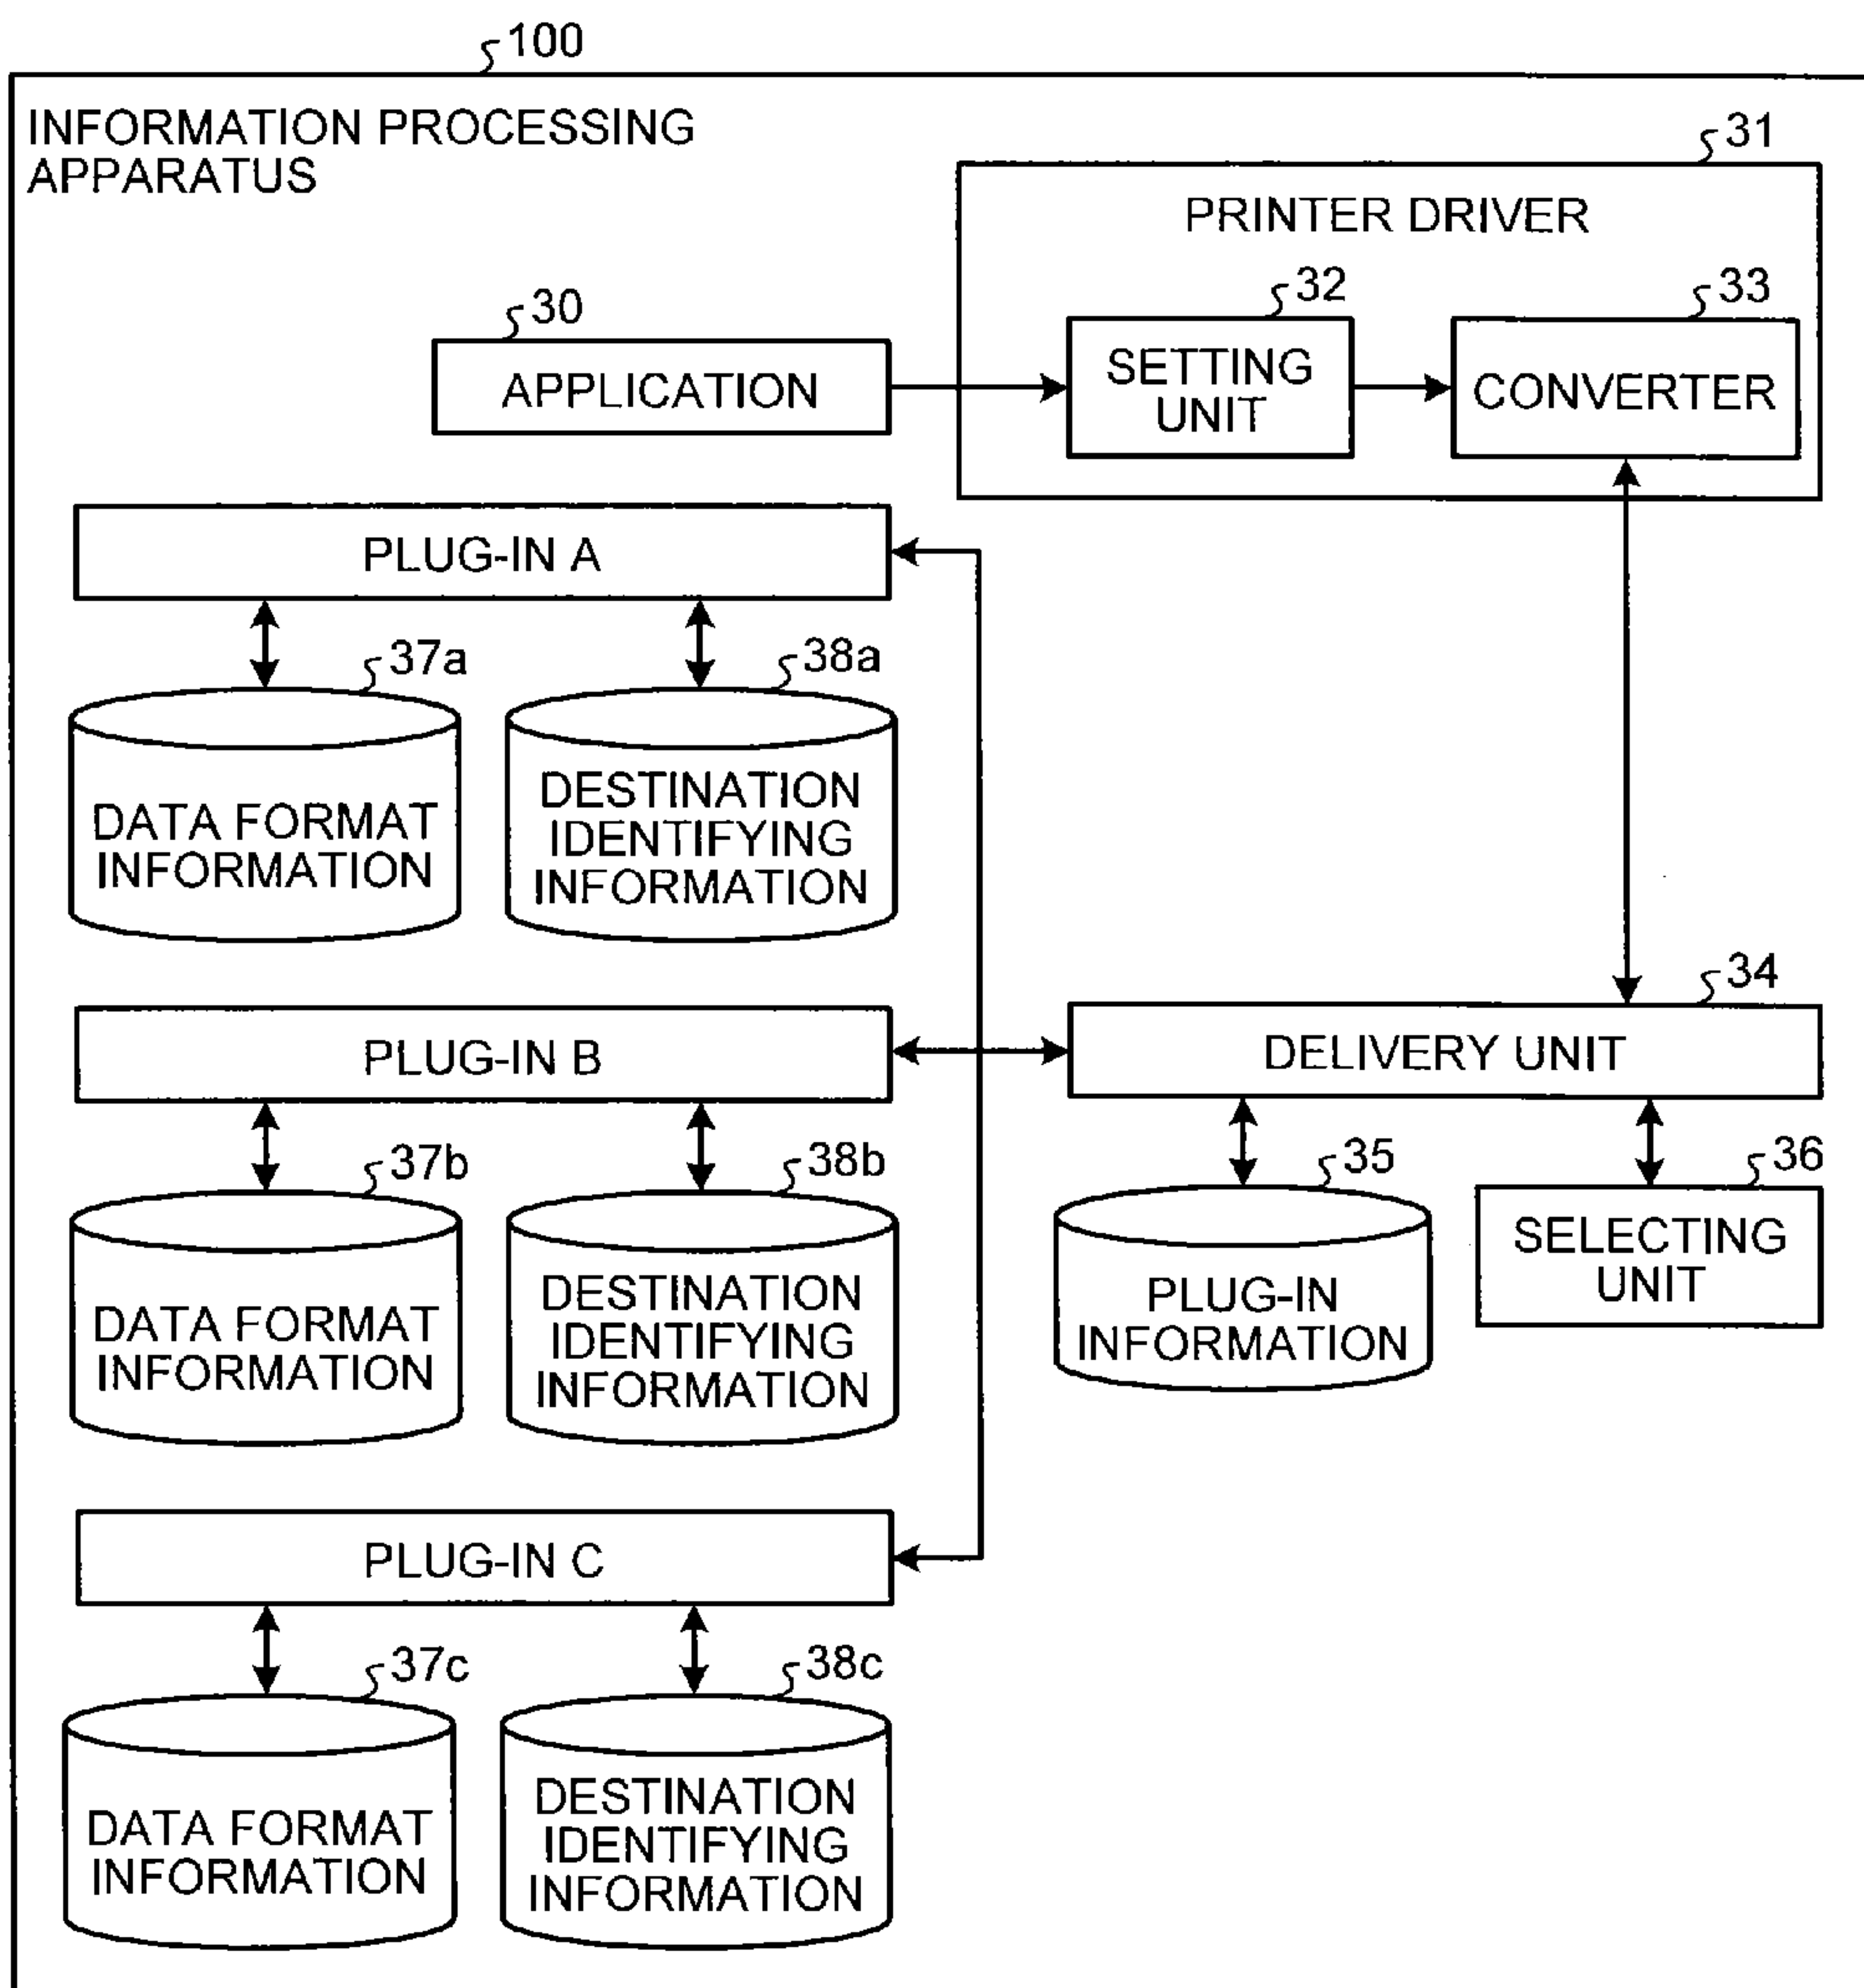 100
INFORMATION PROCESSING
APPARATUS
31
PRINTER DRIVER
32
33
30
APPLICATION
SETTING
UNIT
CONVERTER
PLUG-IN A
37a
38a
DATA FORMAT
INFORMATION
DESTINATION
IDENTIFYING
INFORMATION
34
PLUG-IN B
DELIVERY UNIT
37b
38b
35
36
DATA FORMAT
INFORMATION
DESTINATION
IDENTIFYING
INFORMATION
PLUG-IN
INFORMATION
SELECTING
UNIT
PLUG-IN C
37c
38c
DATA FORMAT
INFORMATION
DESTINATION
IDENTIFYING
INFORMATION